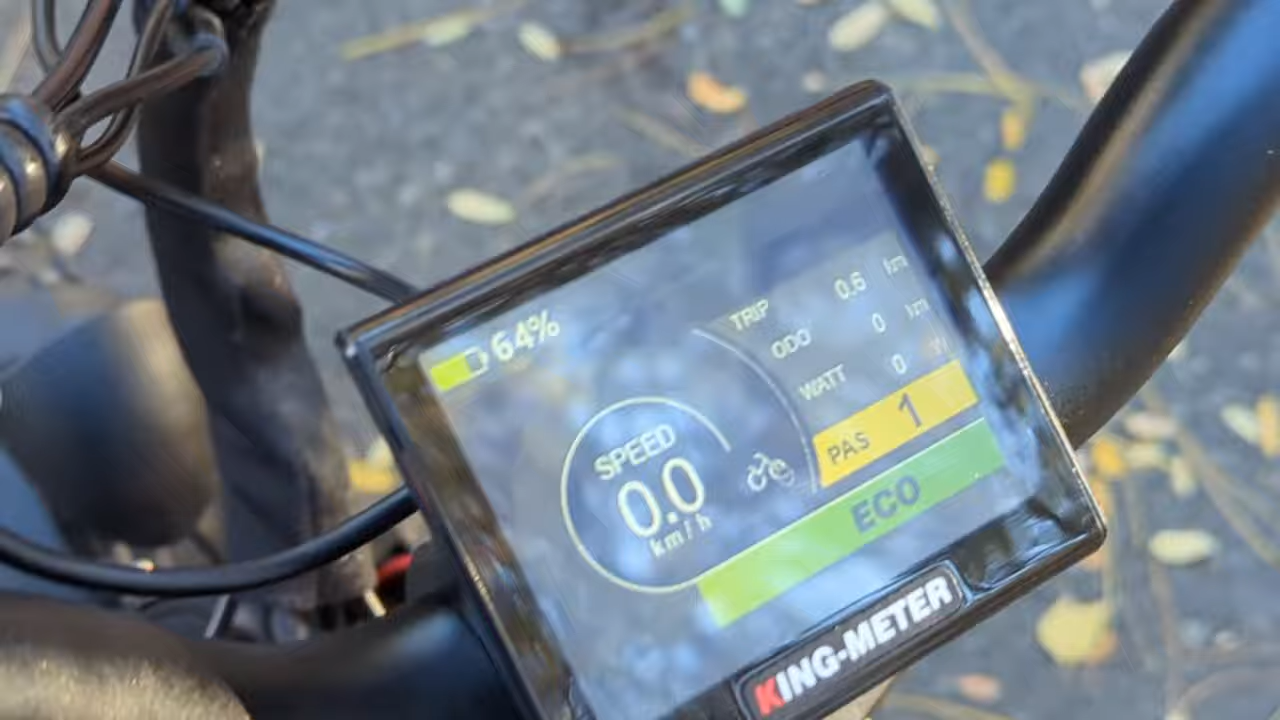 64%
TRIP 0.6 km
ODO 0 km
WATT 0 W
SPEED
0.0
km/h
PAS 1
ECO
KING-METER